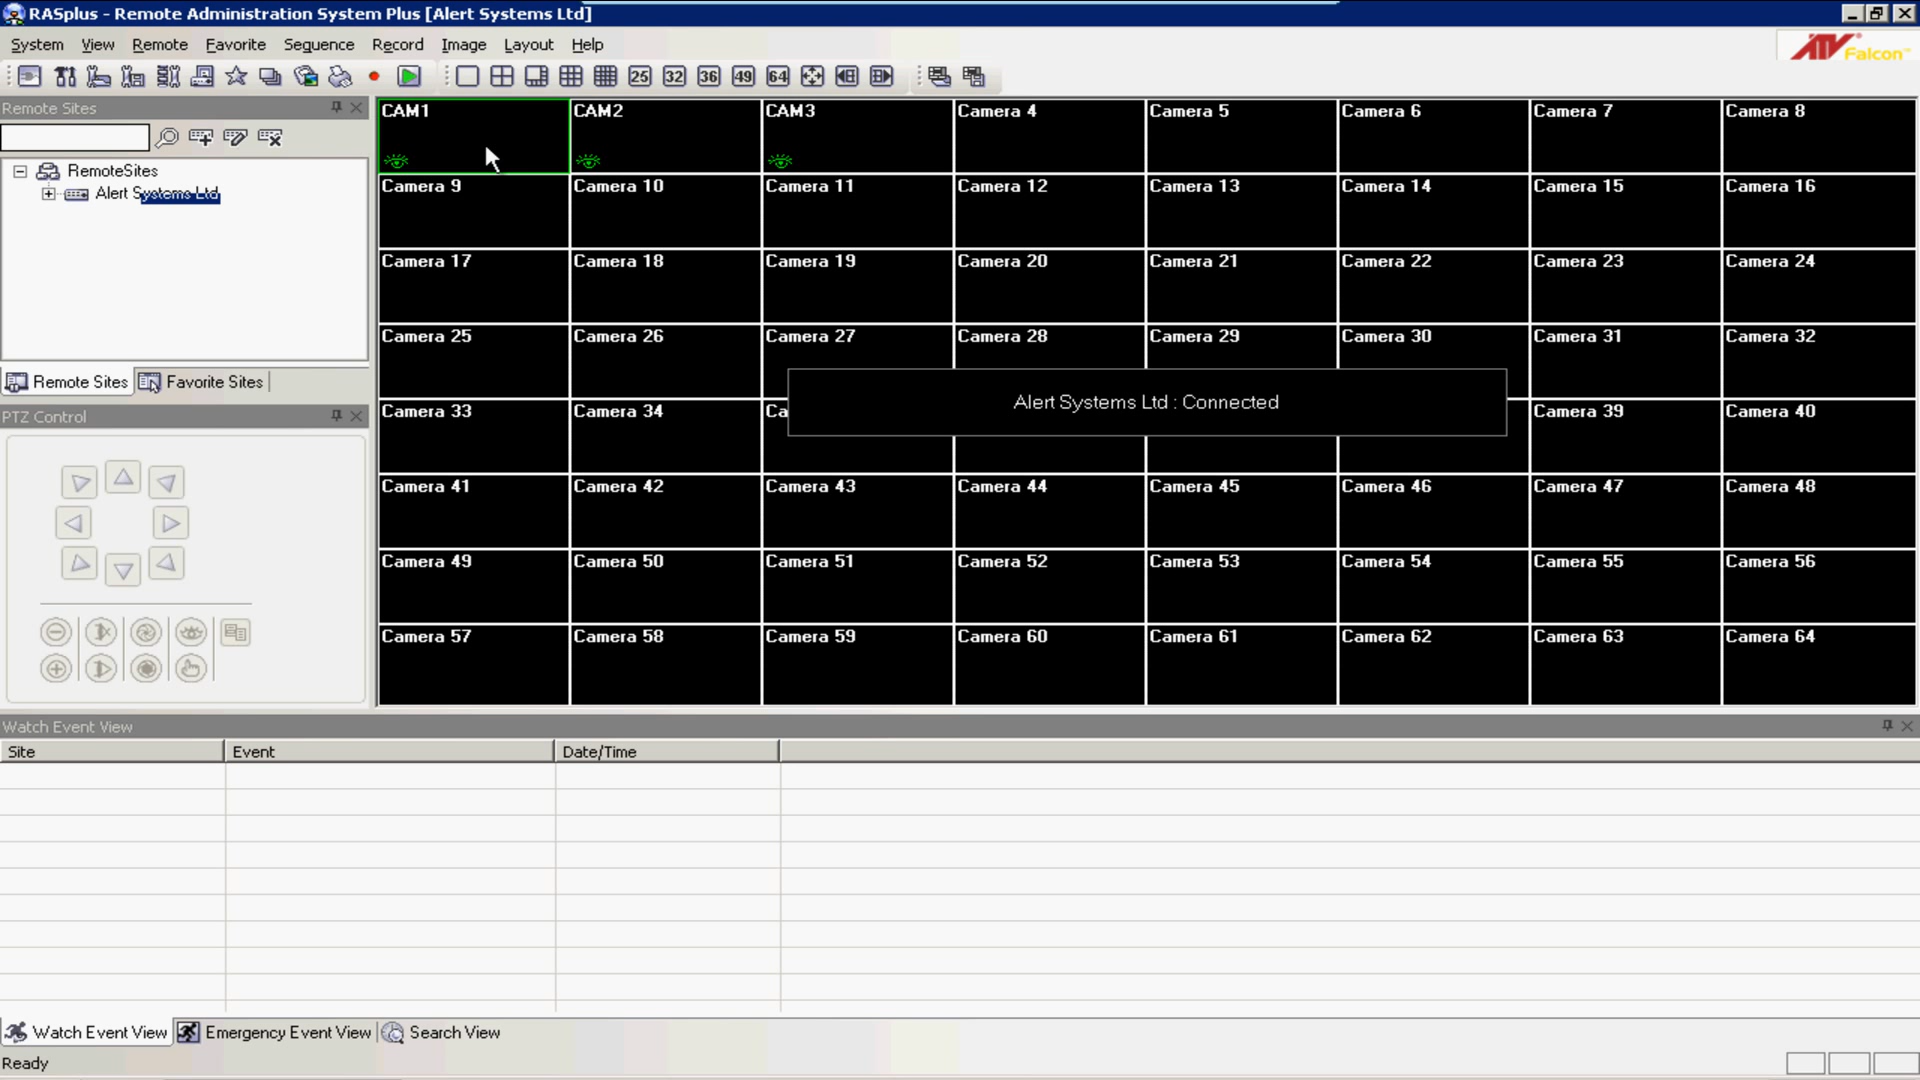 RASplus - Remote Administration System Plus [Alert Systems Ltd]
System View Remote Favorite Sequence Record Image Layout Help
ATV Falcon™
25 32 36 49 64
Remote Sites
RemoteSites
Alert Systems Ltd
Remote Sites Favorite Sites
PTZ Control
CAM1 CAM2 CAM3 Camera 4 Camera 5 Camera 6 Camera 7 Camera 8
Camera 9 Camera 10 Camera 11 Camera 12 Camera 13 Camera 14 Camera 15 Camera 16
Camera 17 Camera 18 Camera 19 Camera 20 Camera 21 Camera 22 Camera 23 Camera 24
Camera 25 Camera 26 Camera 27 Camera 28 Camera 29 Camera 30 Camera 31 Camera 32
Alert Systems Ltd : Connected
Camera 33 Camera 34 Ca Camera 39 Camera 40
Camera 41 Camera 42 Camera 43 Camera 44 Camera 45 Camera 46 Camera 47 Camera 48
Camera 49 Camera 50 Camera 51 Camera 52 Camera 53 Camera 54 Camera 55 Camera 56
Camera 57 Camera 58 Camera 59 Camera 60 Camera 61 Camera 62 Camera 63 Camera 64
Watch Event View
Site Event Date/Time
Watch Event View Emergency Event View Search View
Ready